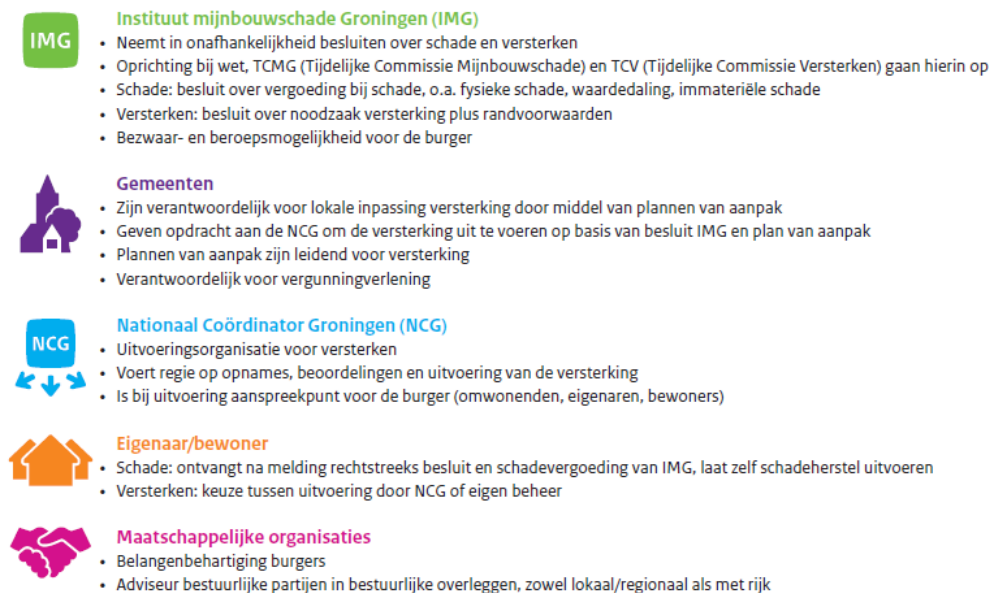 IMG
Instituut mijnbouwschade Groningen (IMG)
• Neemt in onafhankelijkheid besluiten over schade en versterken
• Oprichting bij wet, TCMG (Tijdelijke Commissie Mijnbouwschade) en TCV (Tijdelijke Commissie Versterken) gaan hierin op
• Schade: besluit over vergoeding bij schade, o.a. fysieke schade, waardedaling, immateriële schade
• Versterken: besluit over noodzaak versterking plus randvoorwaarden
• Bezwaar- en beroepsmogelijkheid voor de burger
Gemeenten
• Zijn verantwoordelijk voor lokale inpassing versterking door middel van plannen van aanpak
• Geven opdracht aan de NCG om de versterking uit te voeren op basis van besluit IMG en plan van aanpak
• Plannen van aanpak zijn leidend voor versterking
• Verantwoordelijk voor vergunningverlening
NCG
Nationaal Coördinator Groningen (NCG)
• Uitvoeringsorganisatie voor versterken
• Voert regie op opnames, beoordelingen en uitvoering van de versterking
• Is bij uitvoering aanspreekpunt voor de burger (omwonenden, eigenaren, bewoners)
Eigenaar/bewoner
• Schade: ontvangt na melding rechtstreeks besluit en schadevergoeding van IMG, laat zelf schadeherstel uitvoeren
• Versterken: keuze tussen uitvoering door NCG of eigen beheer
Maatschappelijke organisaties
• Belangenbehartiging burgers
• Adviseur bestuurlijke partijen in bestuurlijke overleggen, zowel lokaal/regionaal als met rijk